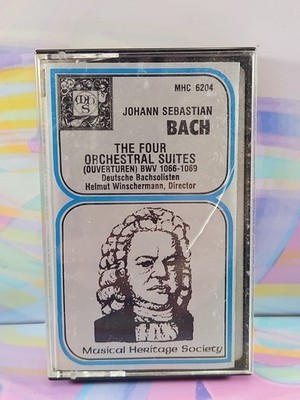 MHS
MHC 6204
JOHANN SEBASTIAN
BACH
THE FOUR
ORCHESTRAL SUITES
(OUVERTUREN) BWV 1066-1069
Deutsche Bachsolisten
Helmut Winschermann, Director
Musical Heritage Society